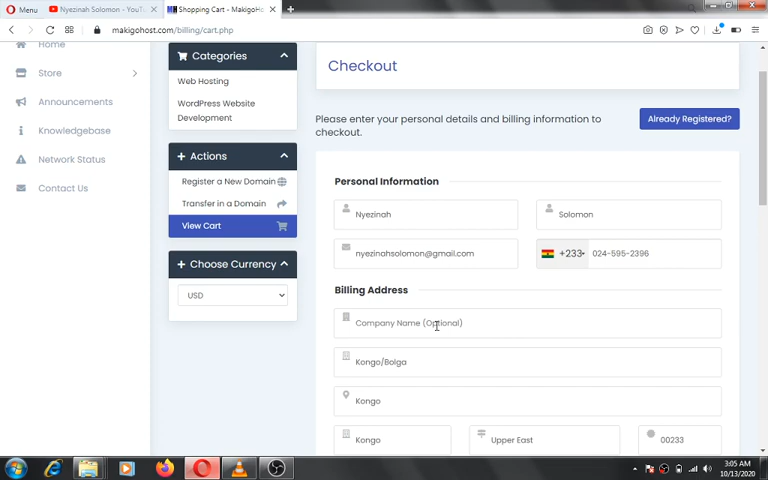 Menu
Nyezinah Solomon - YouT
Shopping Cart - MakigoHos
makigohost.com/billing/cart.php
Home
Store
Announcements
Knowledgebase
Network Status
Contact Us
Categories
Web Hosting
WordPress Website
Development
Actions
Register a New Domain
Transfer in a Domain
View Cart
Choose Currency
USD
Checkout
Please enter your personal details and billing information to
checkout.
Already Registered?
Personal Information
Nyezinah
Solomon
nyezinahsolomon@gmail.com
+233
024-595-2396
Billing Address
Company Name (Optional)
Kongo/Bolga
Kongo
Kongo
Upper East
00233
3:05 AM
10/13/2020